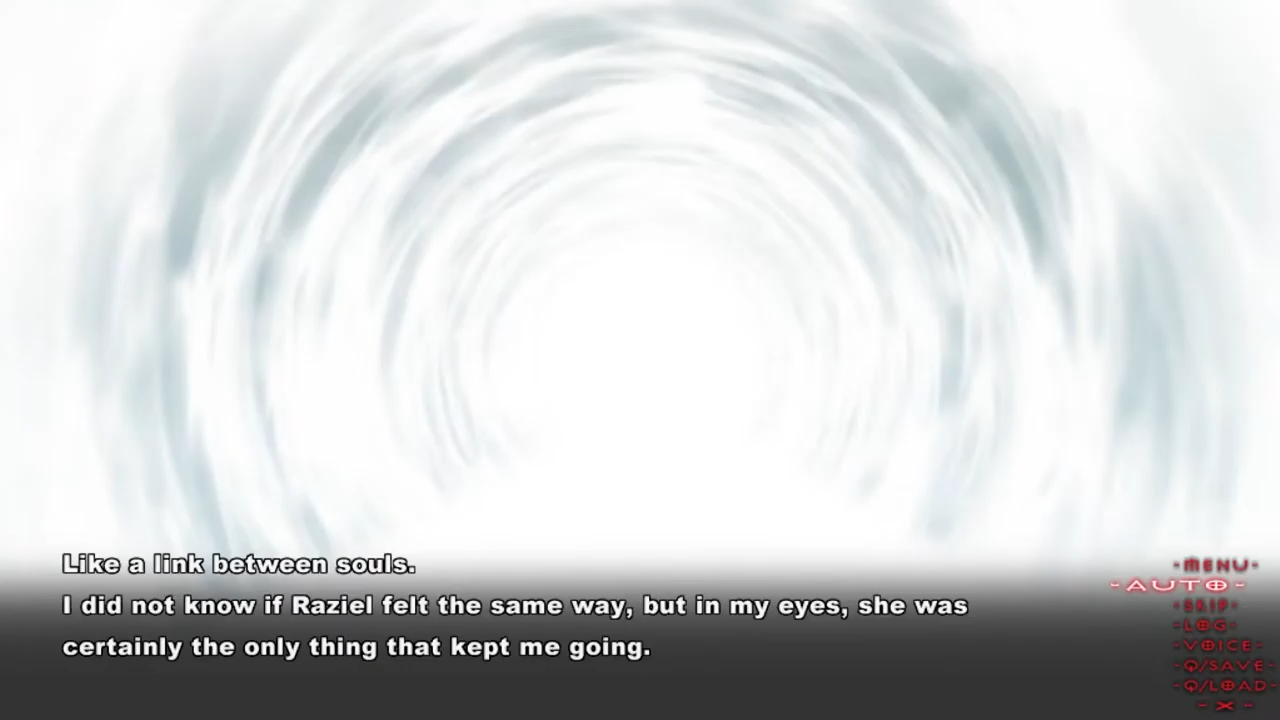 Like a link between souls.
I did not know if Raziel felt the same way, but in my eyes, she was
certainly the only thing that kept me going.
-MENU-
-AUTO-
-SKIP-
-LOG-
-VOICE-
-Q/SAVE-
-Q/LOAD-
-X-